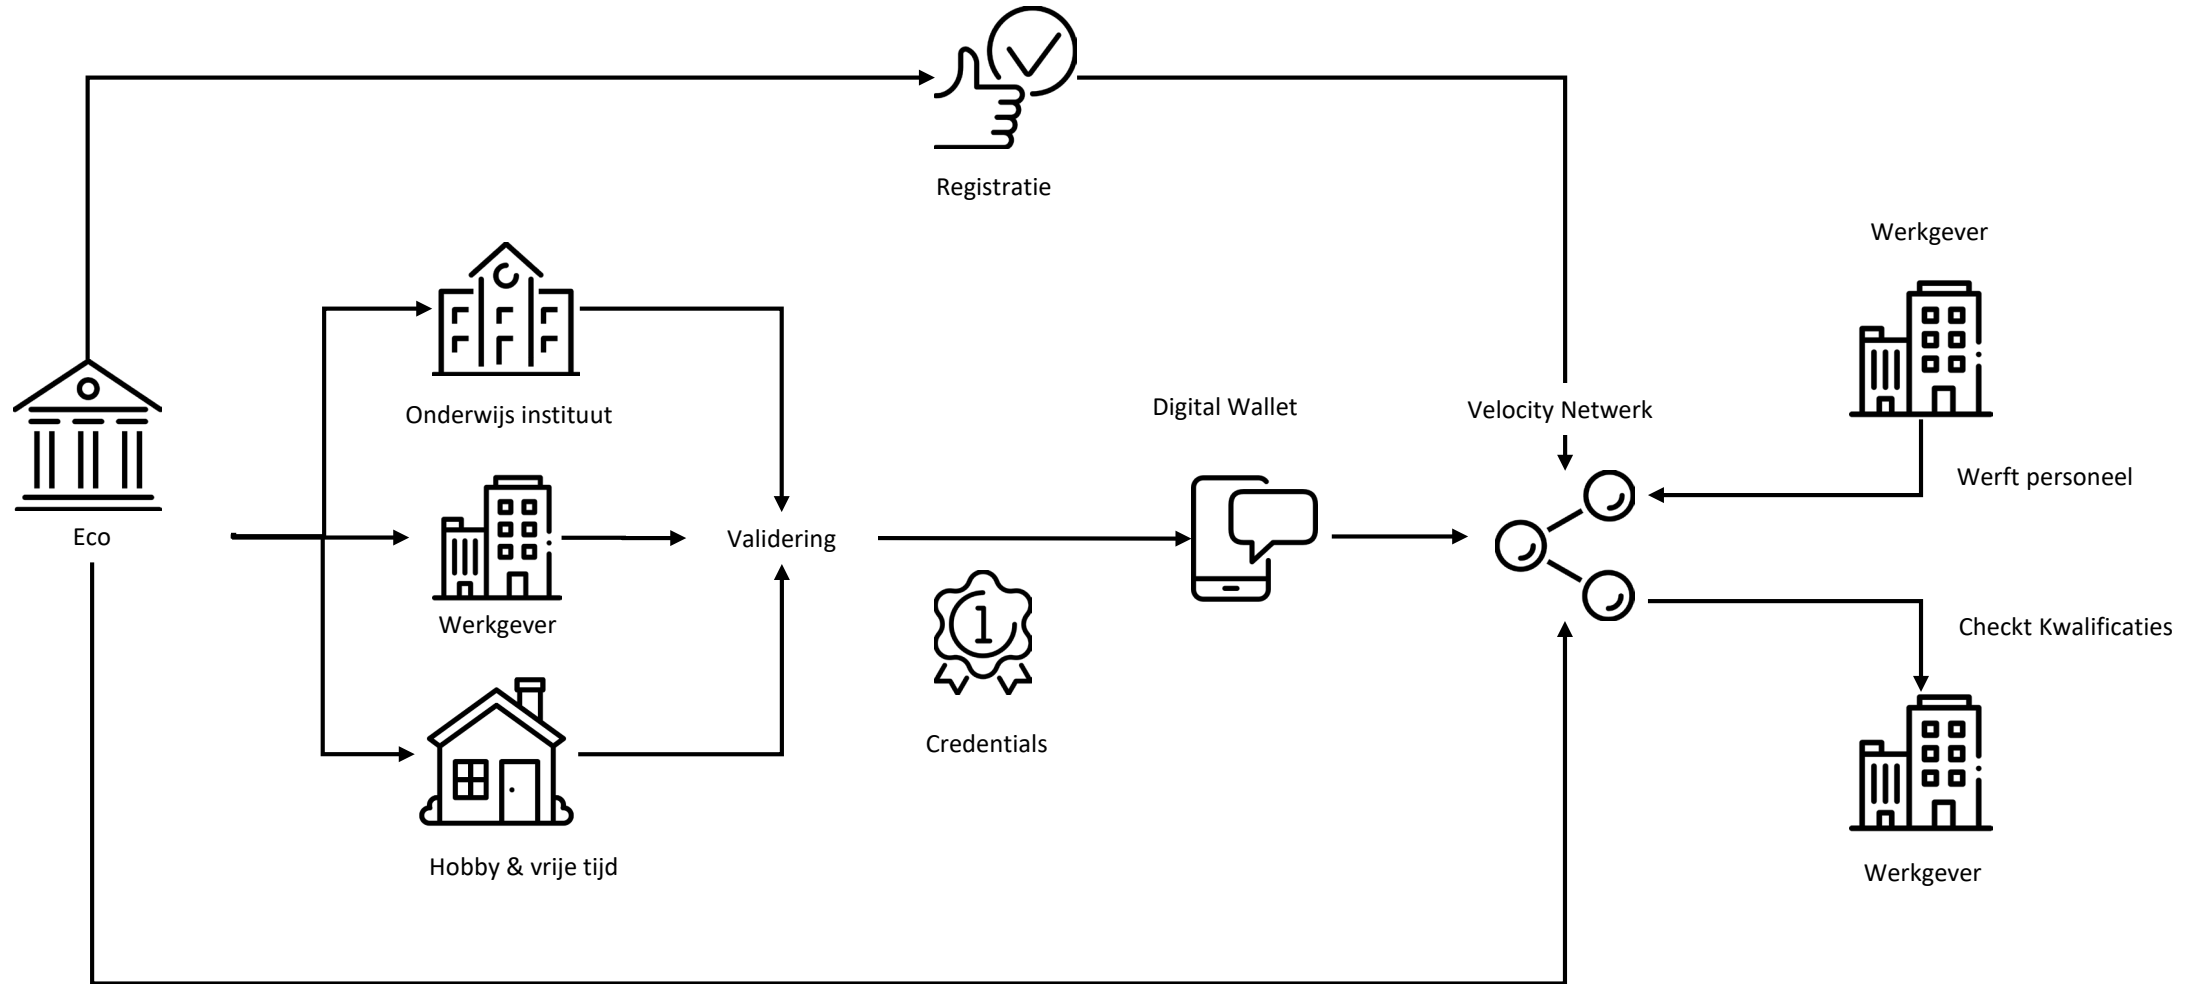 Registratie
Werkgever
Onderwijs instituut
Digital Wallet
Velocity Netwerk
Werft personeel
Eco
Validering
Werkgever
Checkt Kwalificaties
1
Credentials
Hobby & vrije tijd
Werkgever